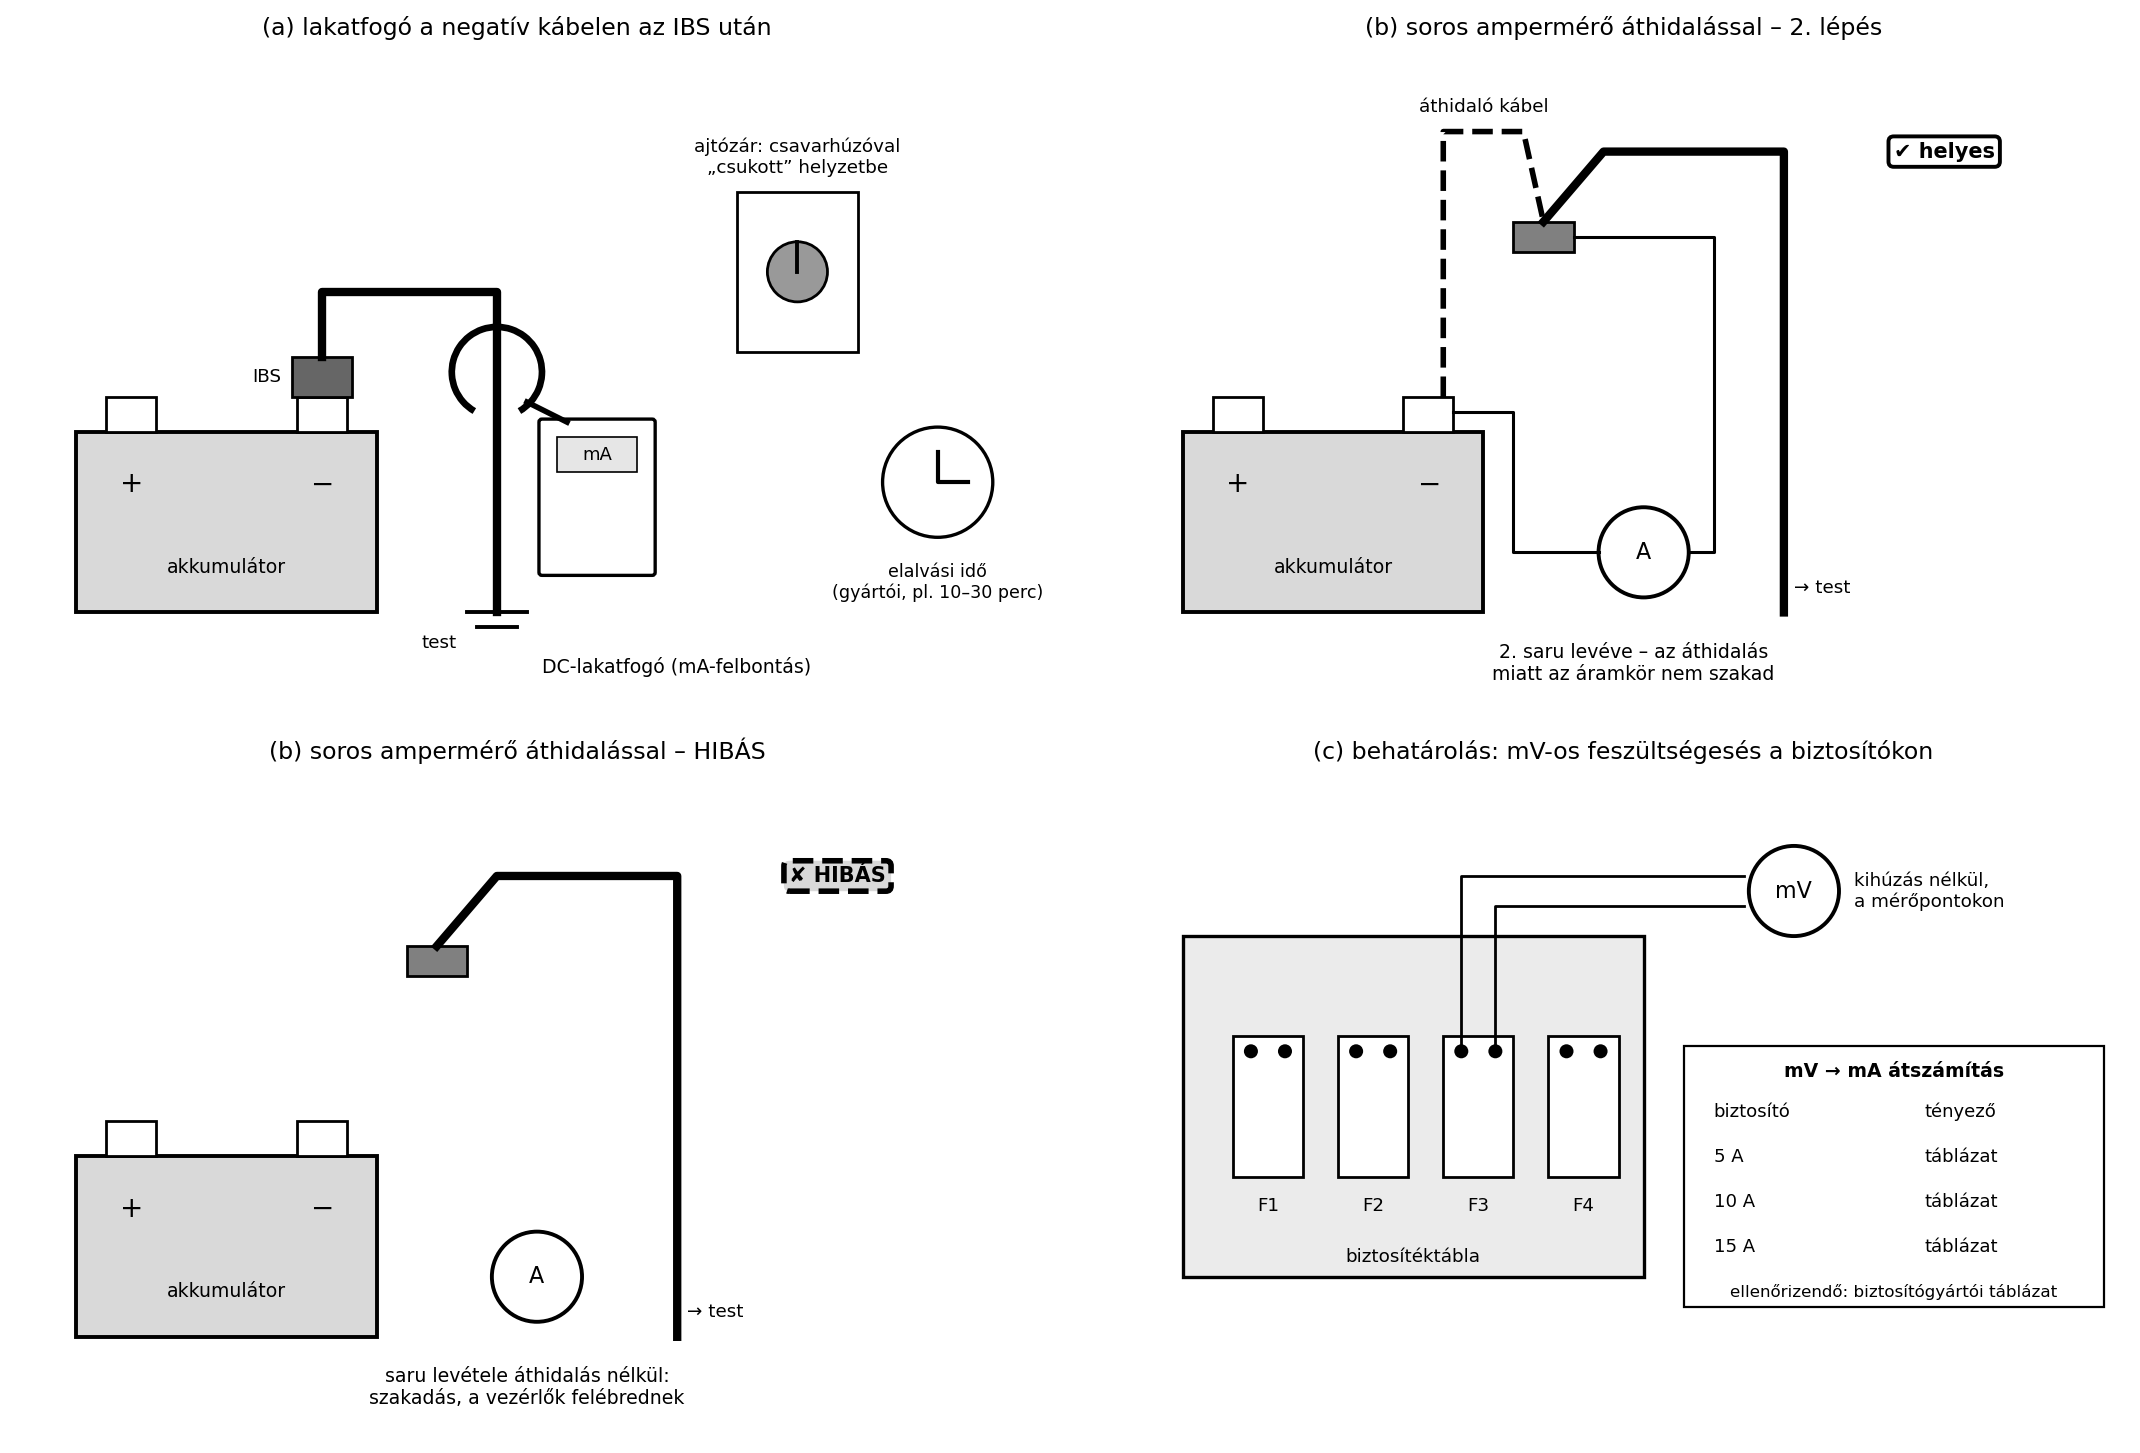 (a) lakatfogó a negatív kábelen az IBS után
ajtózár: csavarhúzóval
„csukott” helyzetbe
IBS
mA
+
−
akkumulátor
elalvási idő
(gyártói, pl. 10–30 perc)
test
DC-lakatfogó (mA-felbontás)
(b) soros ampermérő áthidalással – 2. lépés
áthidaló kábel
✔ helyes
+
−
akkumulátor
A
→ test
2. saru levéve – az áthidalás
miatt az áramkör nem szakad
(b) soros ampermérő áthidalással – HIBÁS
✘ HIBÁS
+
−
akkumulátor
A
→ test
saru levétele áthidalás nélkül:
szakadás, a vezérlők felébrednek
(c) behatárolás: mV-os feszültségesés a biztosítókon
mV
kihúzás nélkül,
a mérőpontokon
F1
F2
F3
F4
biztosítéktábla
mV → mA átszámítás
biztosító tényező
5 A táblázat
10 A táblázat
15 A táblázat
ellenőrizendő: biztosítógyártói táblázat